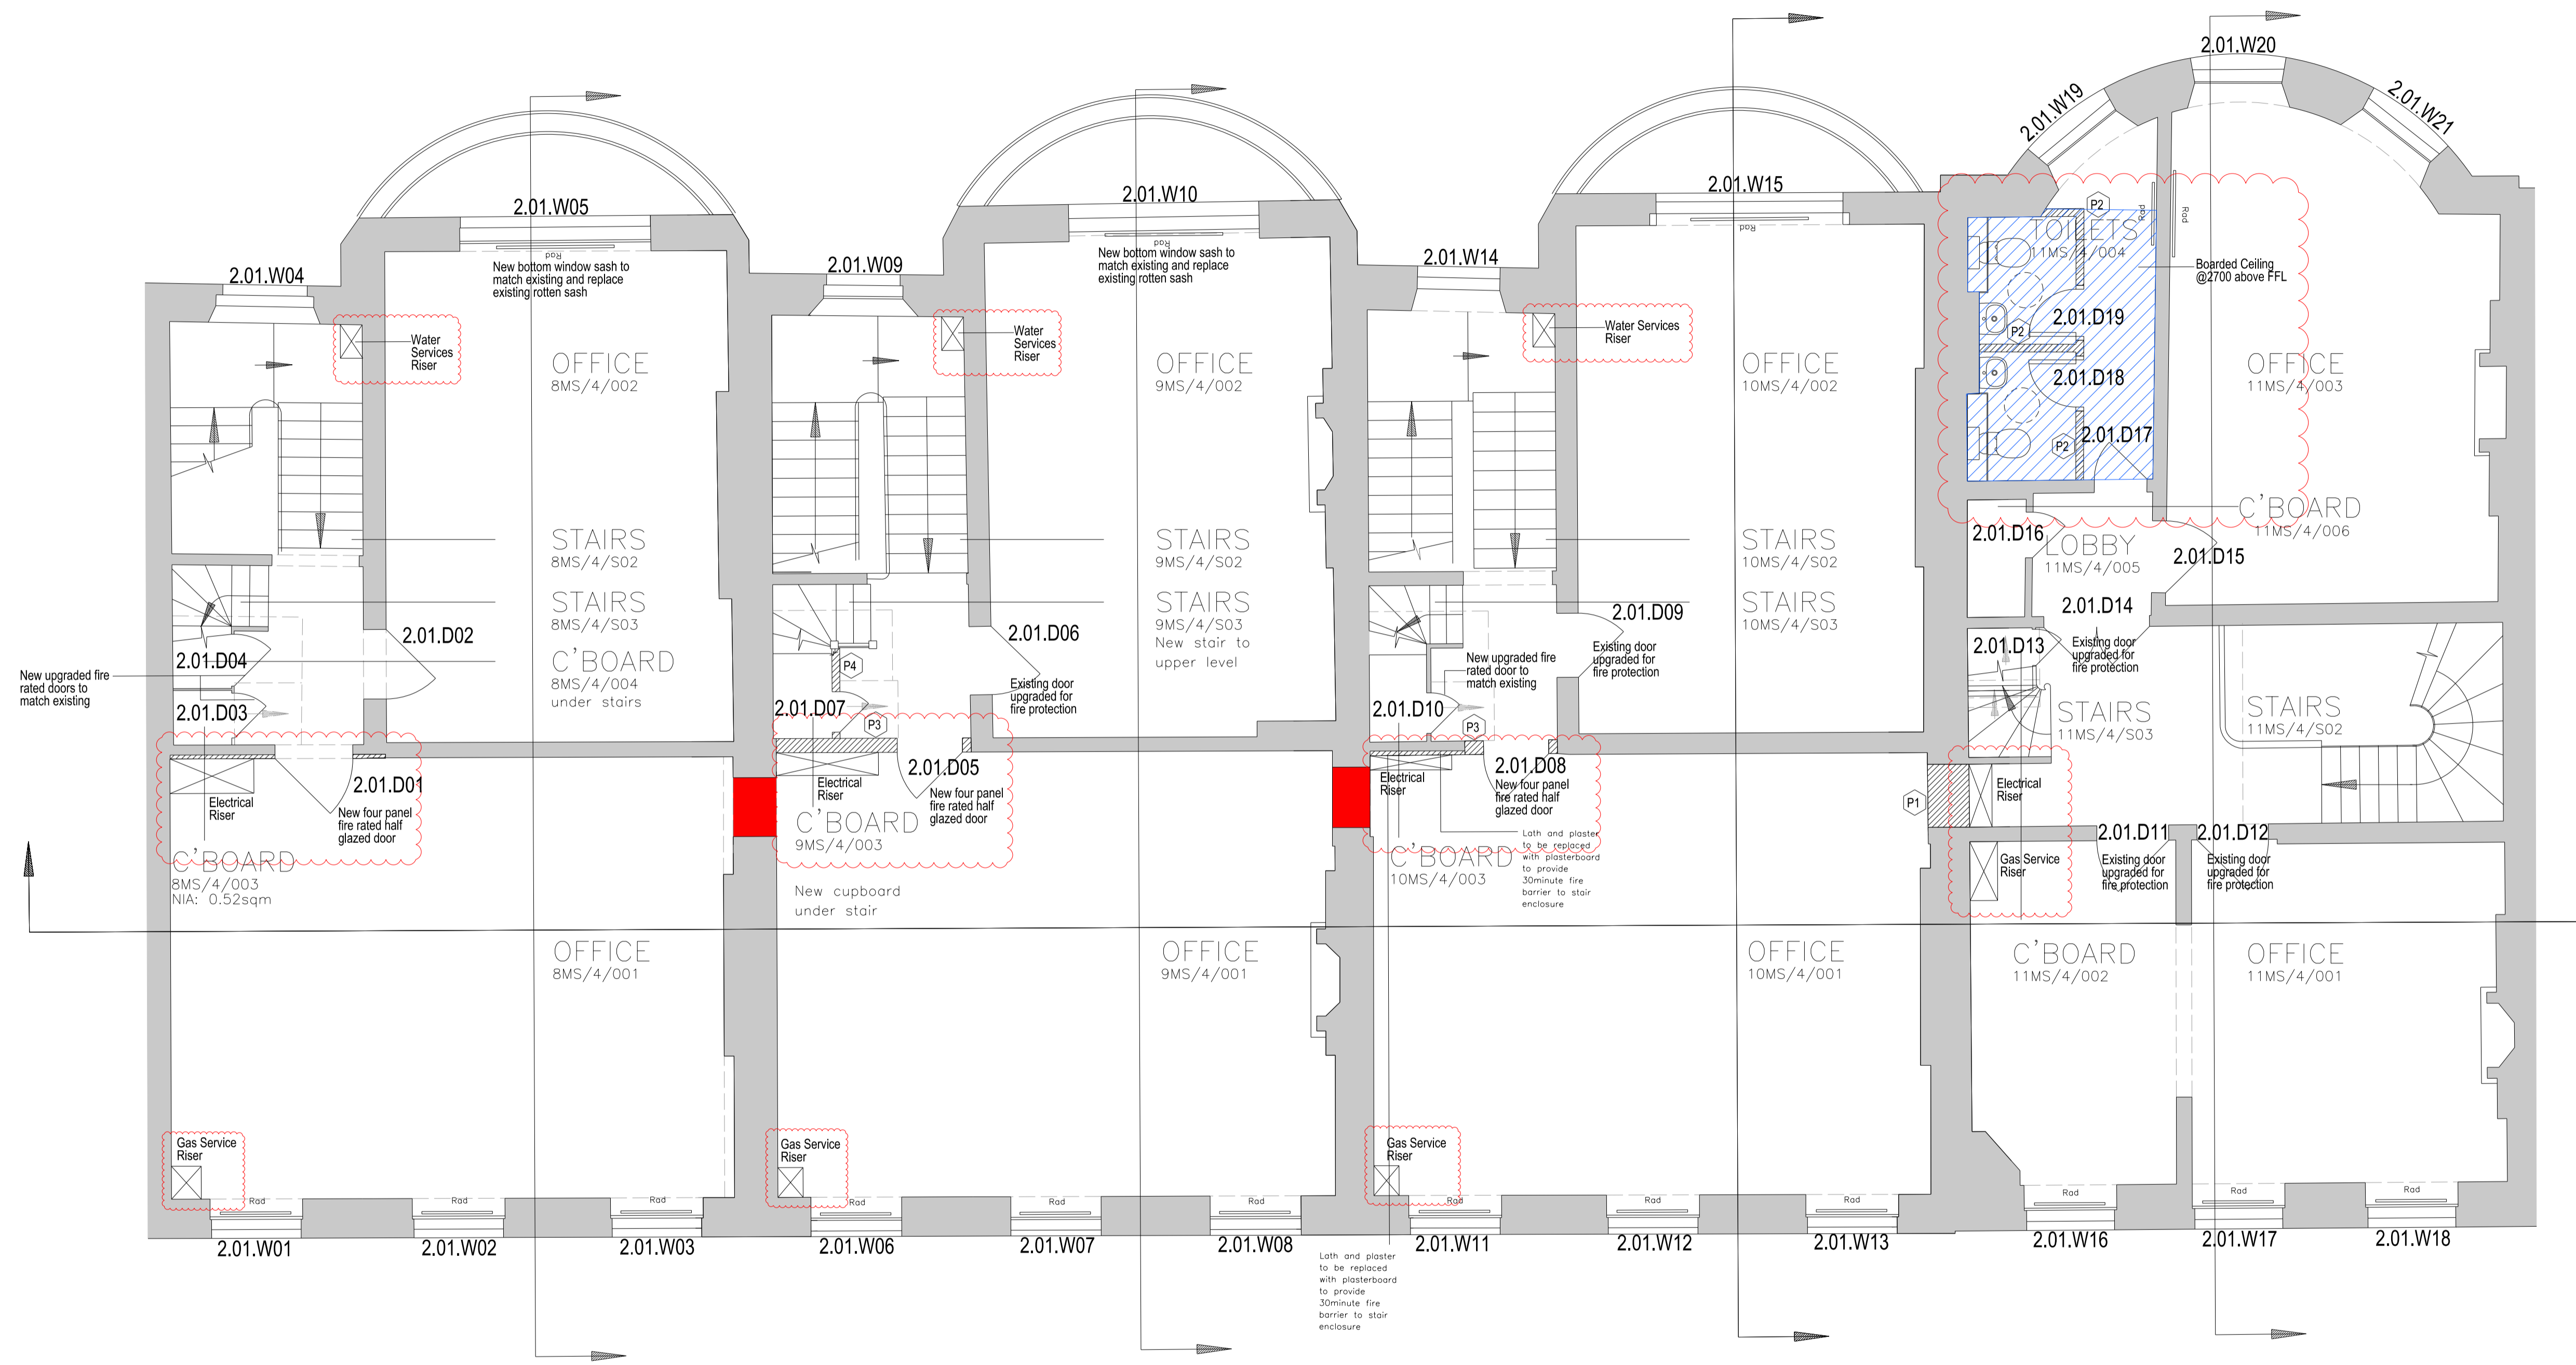 2.01.W20
2.01.W19
2.01.W21
2.01.W05
2.01.W10
2.01.W15
2.01.W04
2.01.W09
2.01.W14
Rad
New bottom window sash to
match existing and replace
existing rotten sash
Rad
New bottom window sash to
match existing and replace
existing rotten sash
Rad
P2
Rad
Rad
TOILETS
11MS/4/004
Boarded Ceiling
@2700 above FFL
Water
Services
Riser
Water
Services
Riser
Water Services
Riser
P2
2.01.D19
2.01.D18
P2
2.01.D17
OFFICE
8MS/4/002
OFFICE
9MS/4/002
OFFICE
10MS/4/002
OFFICE
11MS/4/003
STAIRS
8MS/4/S02
STAIRS
8MS/4/S03
C'BOARD
8MS/4/004
under stairs
STAIRS
9MS/4/S02
STAIRS
9MS/4/S03
New stair to
upper level
STAIRS
10MS/4/S02
STAIRS
10MS/4/S03
C'BOARD
11MS/4/006
2.01.D16
LOBBY
11MS/4/005
2.01.D15
2.01.D14
2.01.D13
Existing door
upgraded for
fire protection
STAIRS
11MS/4/S03
STAIRS
11MS/4/S02
New upgraded fire
rated doors to
match existing
2.01.D04
2.01.D03
2.01.D02
P4
2.01.D07
P3
2.01.D06
Existing door
upgraded for
fire protection
2.01.D09
Existing door
upgraded for
fire protection
New upgraded fire
rated door to
match existing
2.01.D10
P3
Electrical
Riser
2.01.D01
New four panel
fire rated half
glazed door
C'BOARD
8MS/4/003
NIA: 0.52sqm
Electrical
Riser
2.01.D05
New four panel
fire rated half
glazed door
C'BOARD
9MS/4/003
New cupboard
under stair
Electrical
Riser
2.01.D08
New four panel
fire rated half
glazed door
C'BOARD
10MS/4/003
Lath and plaster
to be replaced
with plasterboard
to provide
30minute fire
barrier to stair
enclosure
P1
Electrical
Riser
Gas Service
Riser
2.01.D11
Existing door
upgraded for
fire protection
2.01.D12
Existing door
upgraded for
fire protection
OFFICE
8MS/4/001
OFFICE
9MS/4/001
OFFICE
10MS/4/001
C'BOARD
11MS/4/002
OFFICE
11MS/4/001
Gas Service
Riser
Gas Service
Riser
Gas Service
Riser
Rad
Rad
Rad
Rad
Rad
Rad
Rad
Rad
Rad
Rad
Rad
Rad
2.01.W01
2.01.W02
2.01.W03
2.01.W06
2.01.W07
2.01.W08
2.01.W11
2.01.W12
2.01.W13
2.01.W16
2.01.W17
2.01.W18
Lath and plaster
to be replaced
with plasterboard
to provide
30minute fire
barrier to stair
enclosure